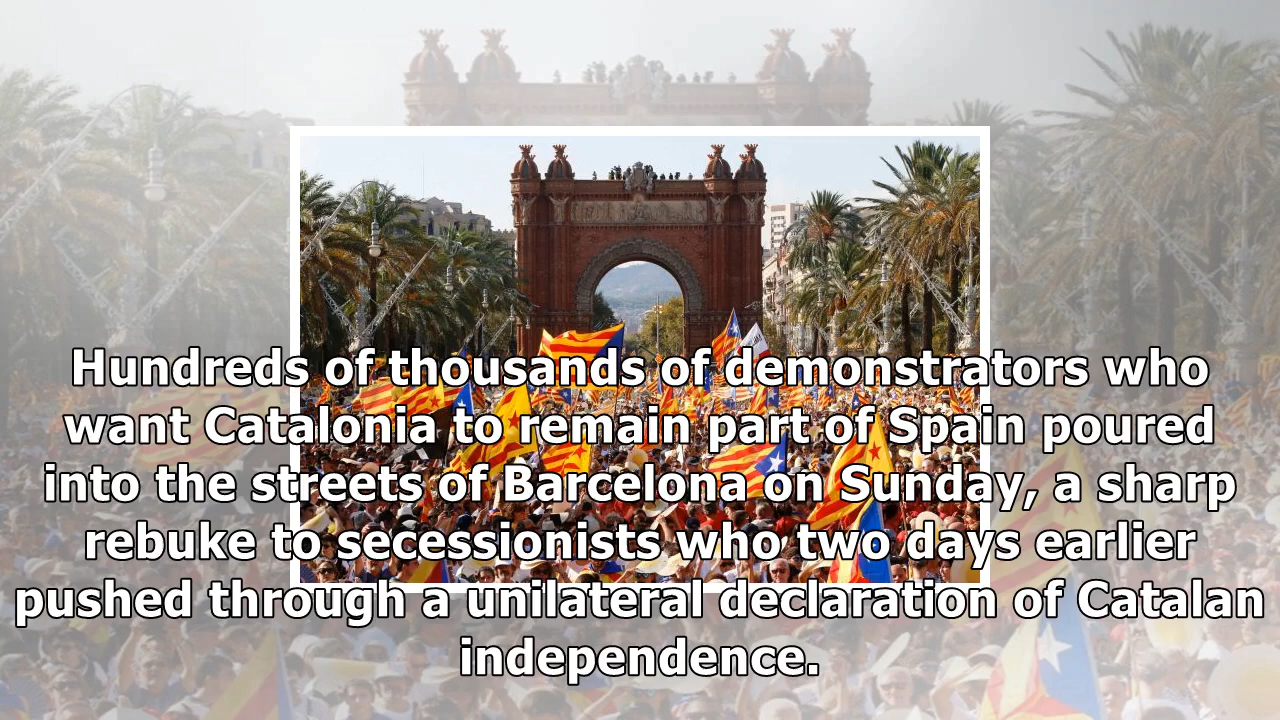 Hundreds of thousands of demonstrators who
want Catalonia to remain part of Spain poured
into the streets of Barcelona on Sunday, a sharp
rebuke to secessionists who two days earlier
pushed through a unilateral declaration of Catalan
independence.